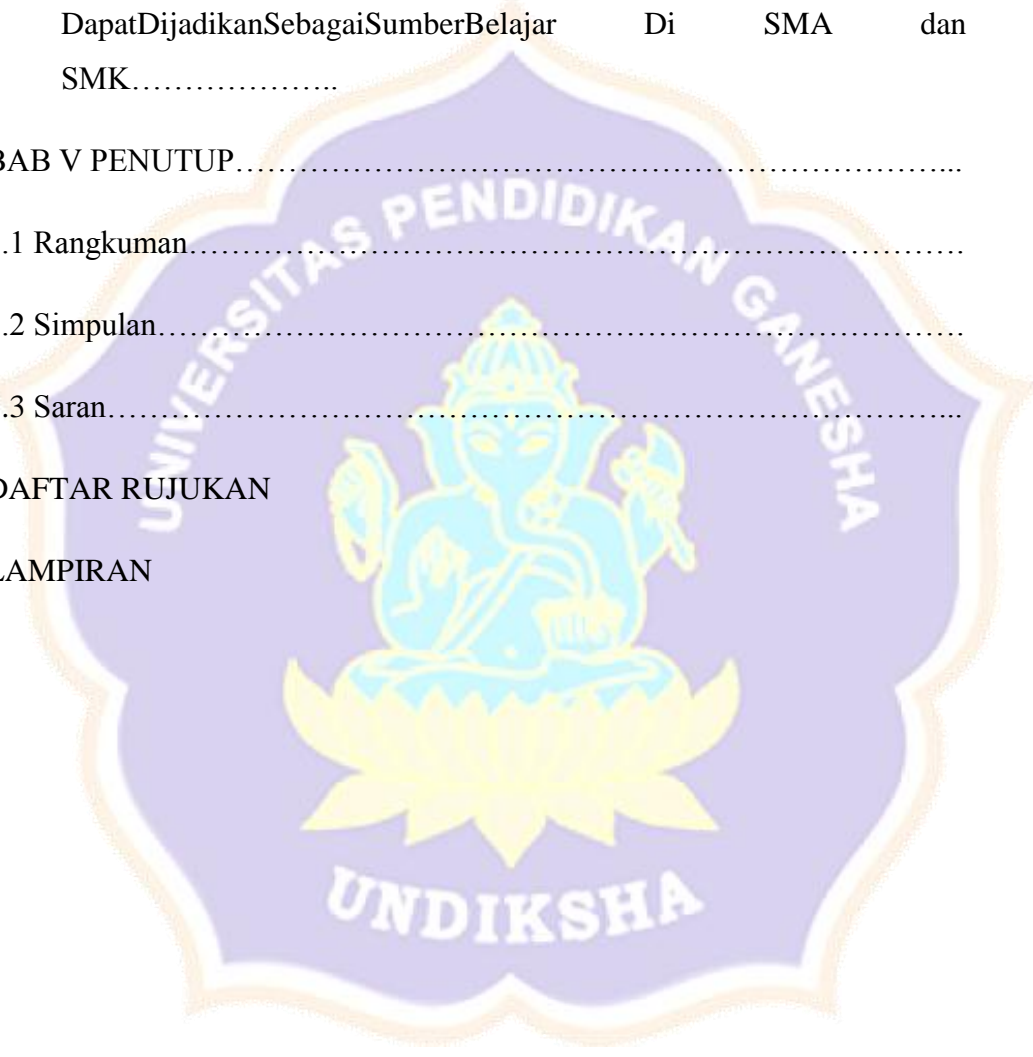 DapatDijadikanSebagaiSumberBelajar Di SMA dan
SMK………………..
BAB V PENUTUP…………………………………………………………...
.1 Rangkuman……………………………………………………………….
.2 Simpulan………………………………………………………………….
.3 Saran……………………………………………………………………...
DAFTAR RUJUKAN
LAMPIRAN
UNIVERSITAS PENDIDIKAN GANESHA
UNDIKSHA